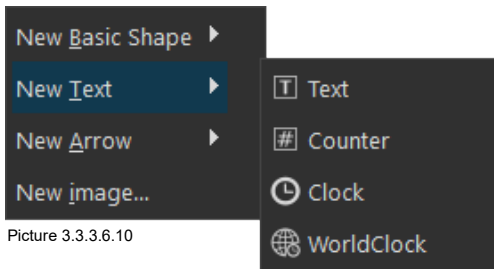 New Basic Shape
New Text
New Arrow
New image...
Picture 3.3.3.6.10
T Text
# Counter
Clock
WorldClock